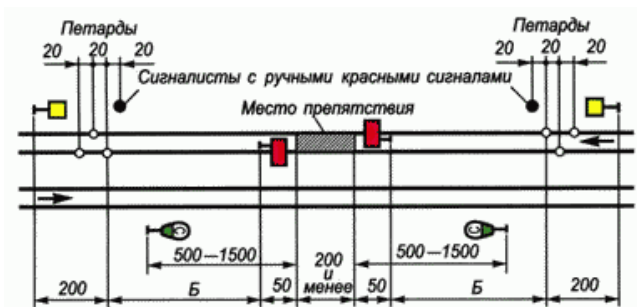 Петарды
20 20 20
Петарды
20 20 20
Сигналисты с ручными красными сигналами
Место препятствия
С
С
500—1500
200
и
менее
500—1500
200
Б
50
50
Б
200